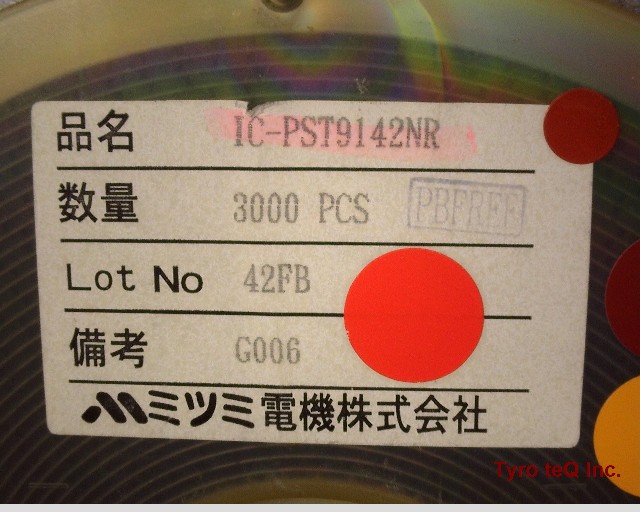 品名 IC-PST9142NR
数量 3000 PCS PBFREE
Lot No 42FB
備考 G006
ミツミ電機株式会社
Tyro teQ Inc.